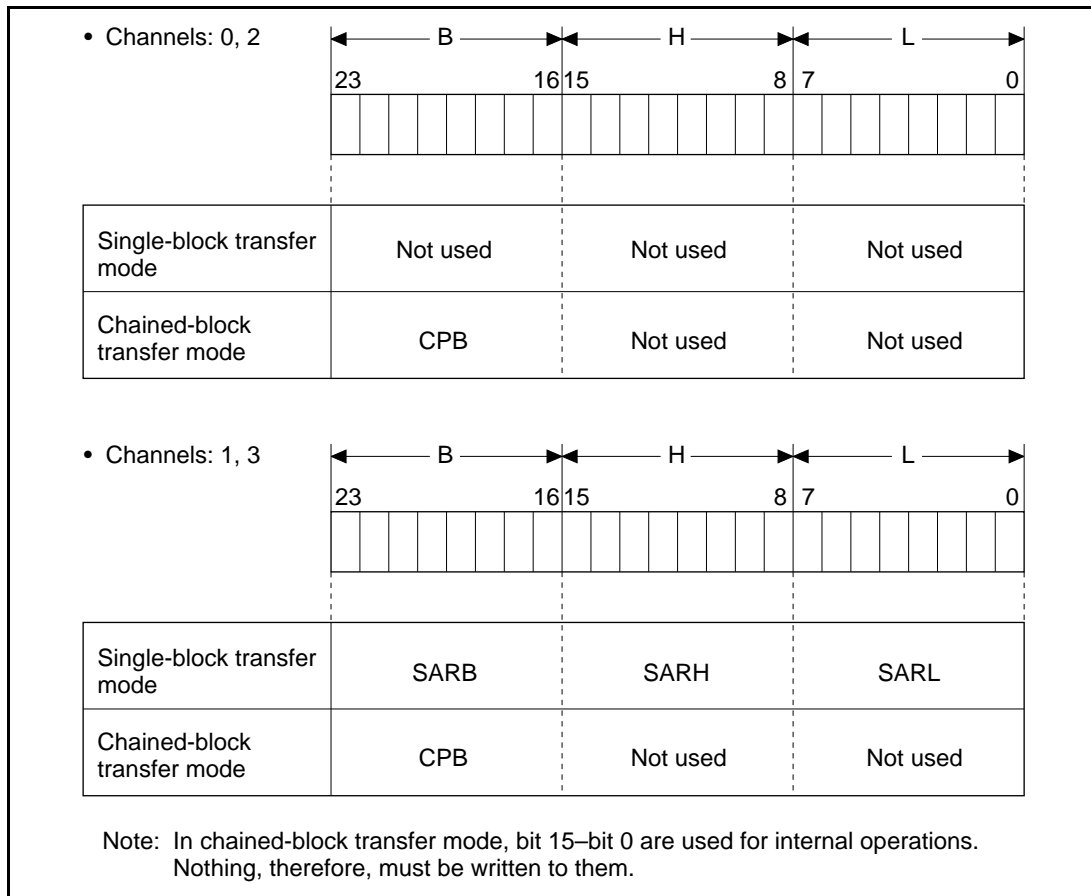 • Channels: 0, 2
B H L
23 16 15 8 7 0
Single-block transfer
mode
Not used Not used Not used
Chained-block
transfer mode
CPB Not used Not used
• Channels: 1, 3
B H L
23 16 15 8 7 0
Single-block transfer
mode
SARB SARH SARL
Chained-block
transfer mode
CPB Not used Not used
Note: In chained-block transfer mode, bit 15–bit 0 are used for internal operations.
Nothing, therefore, must be written to them.